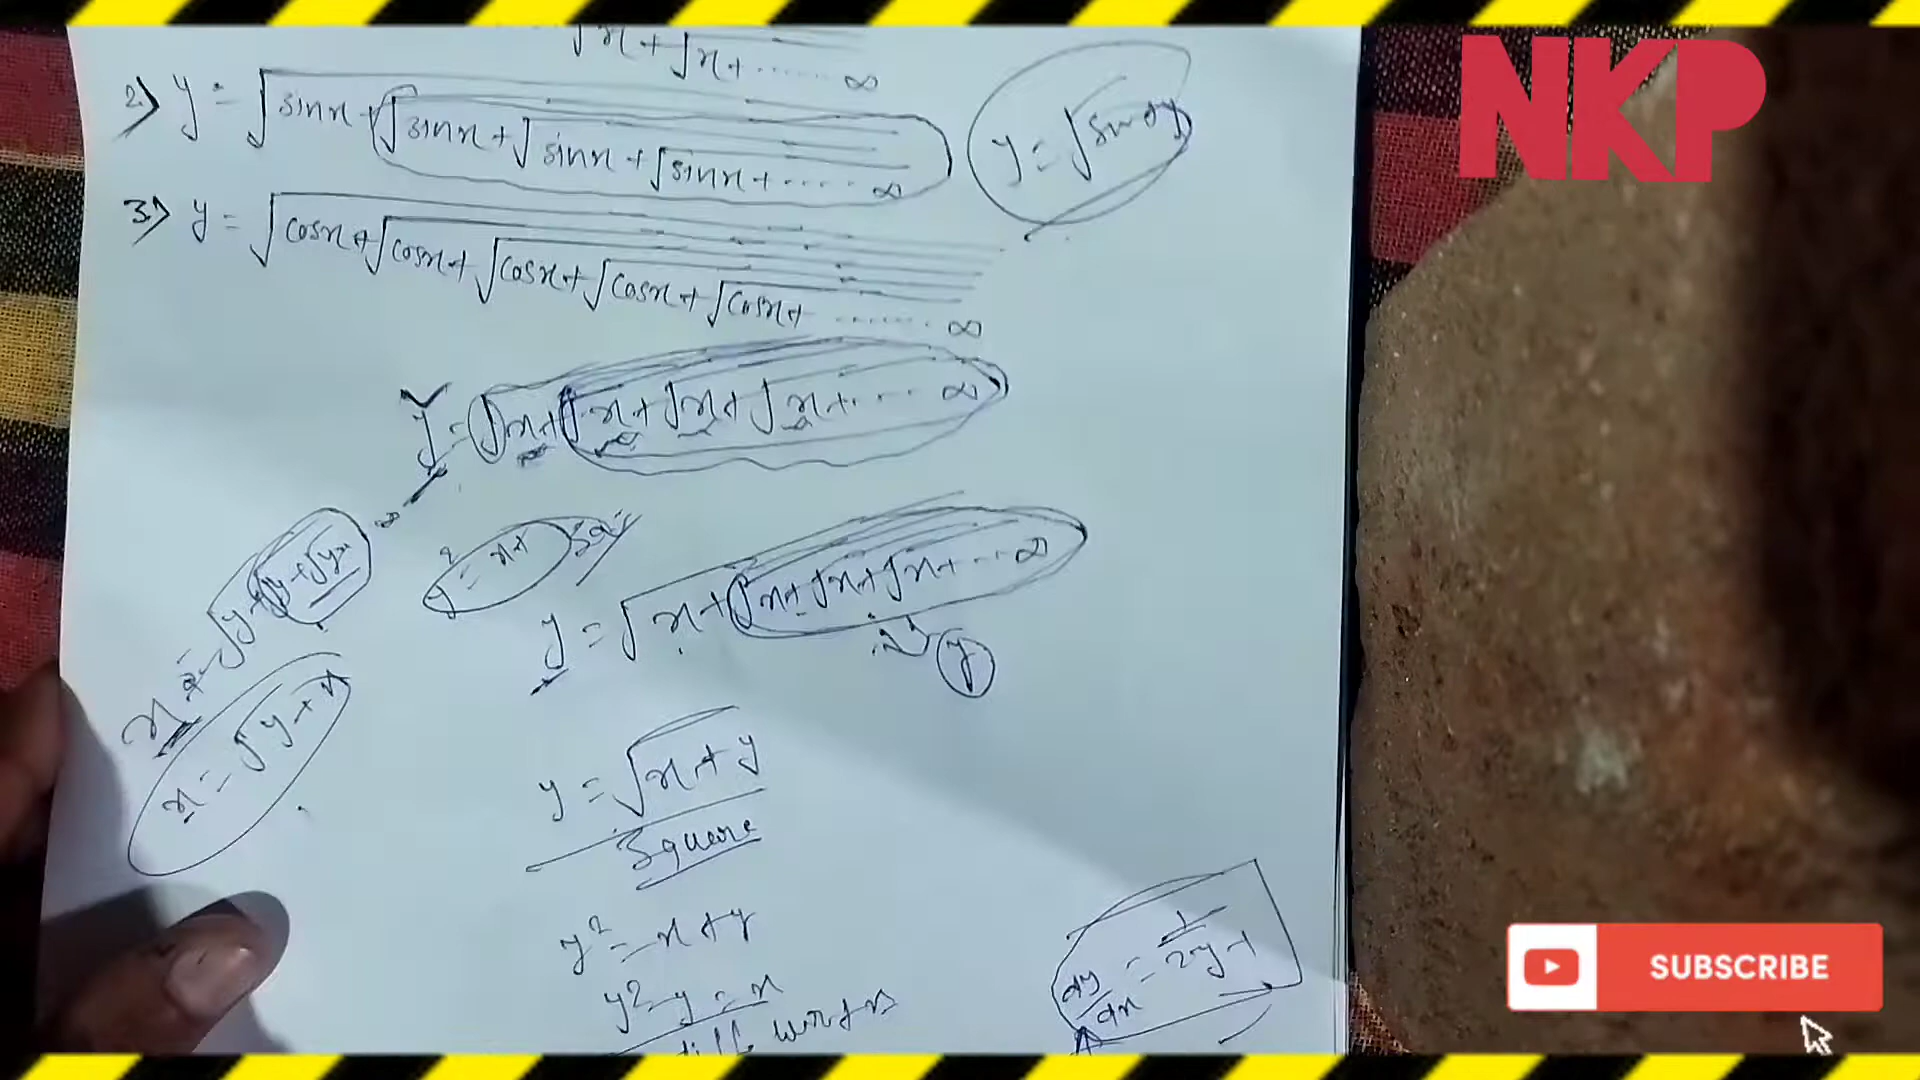 √x + √x + ...... ∞
2) y = √sinx + √sinx + √sinx + √sinx + ..... ∞
y = √sinx+y
3) y = √cosx + √cosx + √cosx + √cosx + √cosx + ........ ∞
y = √x + √x + √x + √x + .... ∞
y = √x + √x + √x + √x + ... ∞
y
x = √y + x
y = √x + y
Square
y² = x + y
y² - y = x
diff w.r.t x
dy/dx = 1/2y-1
NKP
SUBSCRIBE